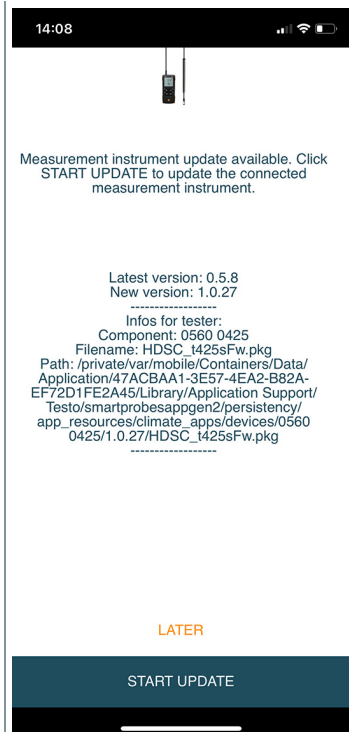 14:08
Measurement instrument update available. Click
START UPDATE to update the connected
measurement instrument.
Latest version: 0.5.8
New version: 1.0.27
------------------
Infos for tester:
Component: 0560 0425
Filename: HDSC_t425sFw.pkg
Path: /private/var/mobile/Containers/Data/
Application/47ACBAA1-3E57-4EA2-B82A-
EF72D1FE2A45/Library/Application Support/
Testo/smartprobesappgen2/persistency/
app_resources/climate_apps/devices/0560
0425/1.0.27/HDSC_t425sFw.pkg
------------------
LATER
START UPDATE